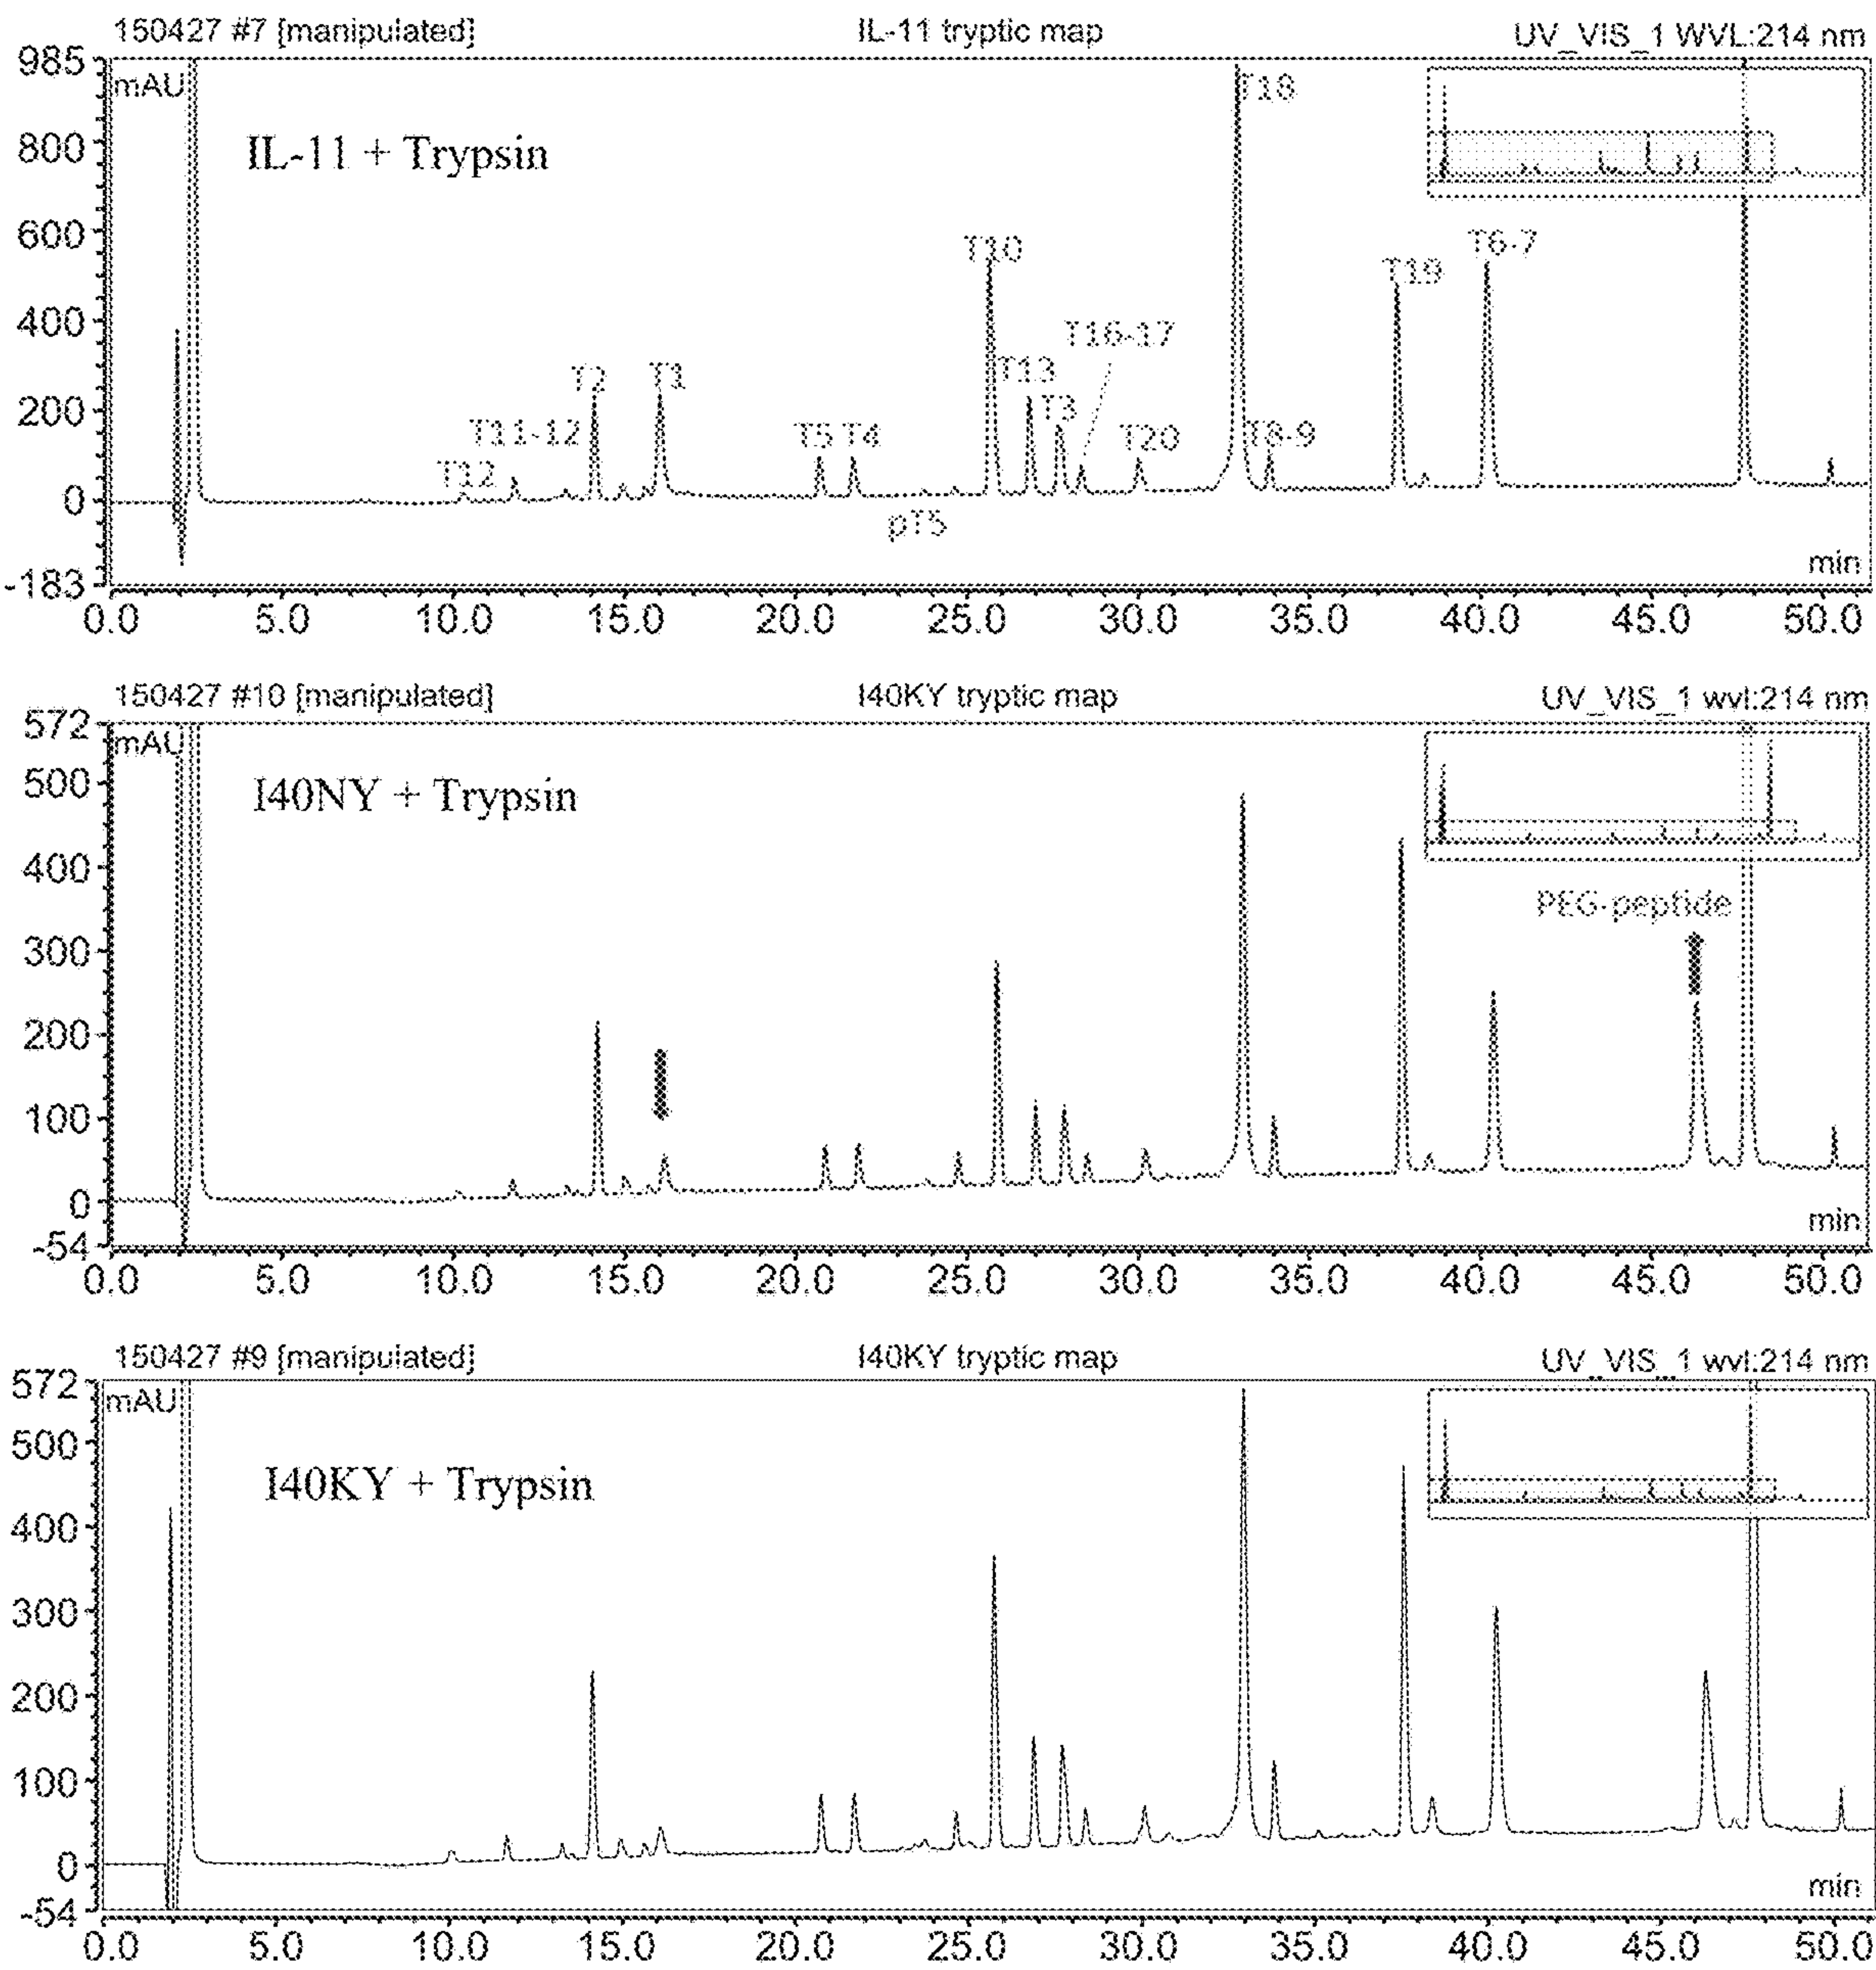 150427 #7 [manipulated] IL-11 tryptic map UV_VIS_1 WVL:214 nm
985
mAU
T18
IL-11 + Trypsin
800
600
T10
T6-7
T19
400
T16-17
T13
T2
T1
T3
200
T11-12
T5 T4
T20
T8-9
T12
0
pT5
min
-183
0.0 5.0 10.0 15.0 20.0 25.0 30.0 35.0 40.0 45.0 50.0
150427 #10 [manipulated] I40KY tryptic map UV_VIS_1 wvl:214 nm
572
mAU
I40NY + Trypsin
500
400
PEG-peptide
300
200
100
0
min
-54
0.0 5.0 10.0 15.0 20.0 25.0 30.0 35.0 40.0 45.0 50.0
150427 #9 [manipulated] I40KY tryptic map UV_VIS_1 wvl:214 nm
572
mAU
I40KY + Trypsin
500
400
300
200
100
0
min
-54
0.0 5.0 10.0 15.0 20.0 25.0 30.0 35.0 40.0 45.0 50.0